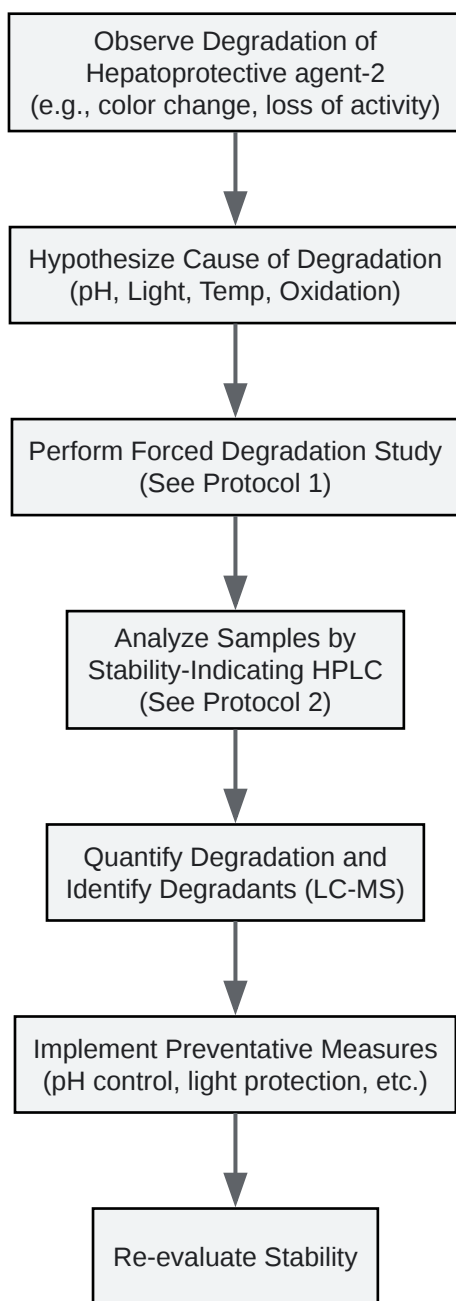 Observe Degradation of
Hepatoprotective agent-2
(e.g., color change, loss of activity)
Hypothesize Cause of Degradation
(pH, Light, Temp, Oxidation)
Perform Forced Degradation Study
(See Protocol 1)
Analyze Samples by
Stability-Indicating HPLC
(See Protocol 2)
Quantify Degradation and
Identify Degradants (LC-MS)
Implement Preventative Measures
(pH control, light protection, etc.)
Re-evaluate Stability